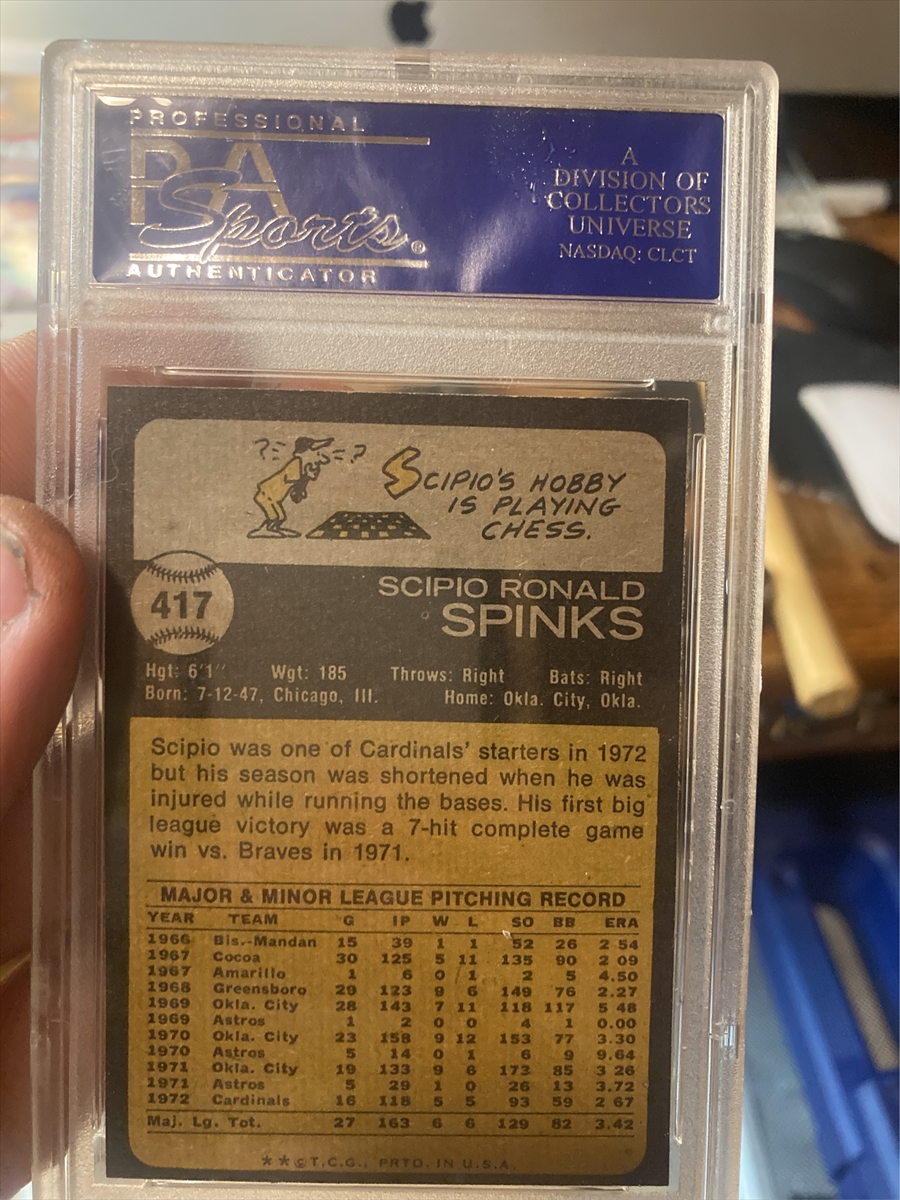 PROFESSIONAL
PSA
Sports®
AUTHENTICATOR
A
DIVISION OF
COLLECTORS
UNIVERSE
NASDAQ: CLCT
?= =?
SCIPIO'S HOBBY
IS PLAYING
CHESS.
417
SCIPIO RONALD
SPINKS
Hgt: 6'1" Wgt: 185 Throws: Right Bats: Right
Born: 7-12-47, Chicago, Ill. Home: Okla. City, Okla.
Scipio was one of Cardinals' starters in 1972
but his season was shortened when he was
injured while running the bases. His first big
league victory was a 7-hit complete game
win vs. Braves in 1971.
MAJOR & MINOR LEAGUE PITCHING RECORD
YEAR TEAM G IP W L SO BB ERA
1966 Bis.-Mandan 15 39 1 1 52 26 2 54
1967 Cocoa 30 125 5 11 135 90 2 09
1967 Amarillo 1 6 0 1 2 5 4.50
1968 Greensboro 29 123 9 6 149 76 2.27
1969 Okla. City 28 143 7 11 118 117 5 48
1969 Astros 1 2 0 0 4 1 0.00
1970 Okla. City 23 158 9 12 153 77 3.30
1970 Astros 5 14 0 1 6 9 9.64
1971 Okla. City 19 133 9 6 173 85 3 26
1971 Astros 5 29 1 0 26 13 3.72
1972 Cardinals 16 118 5 5 93 59 2 67
Maj. Lg. Tot. 27 163 6 6 129 82 3.42
**©T.C.G., PRTD. IN U.S.A.